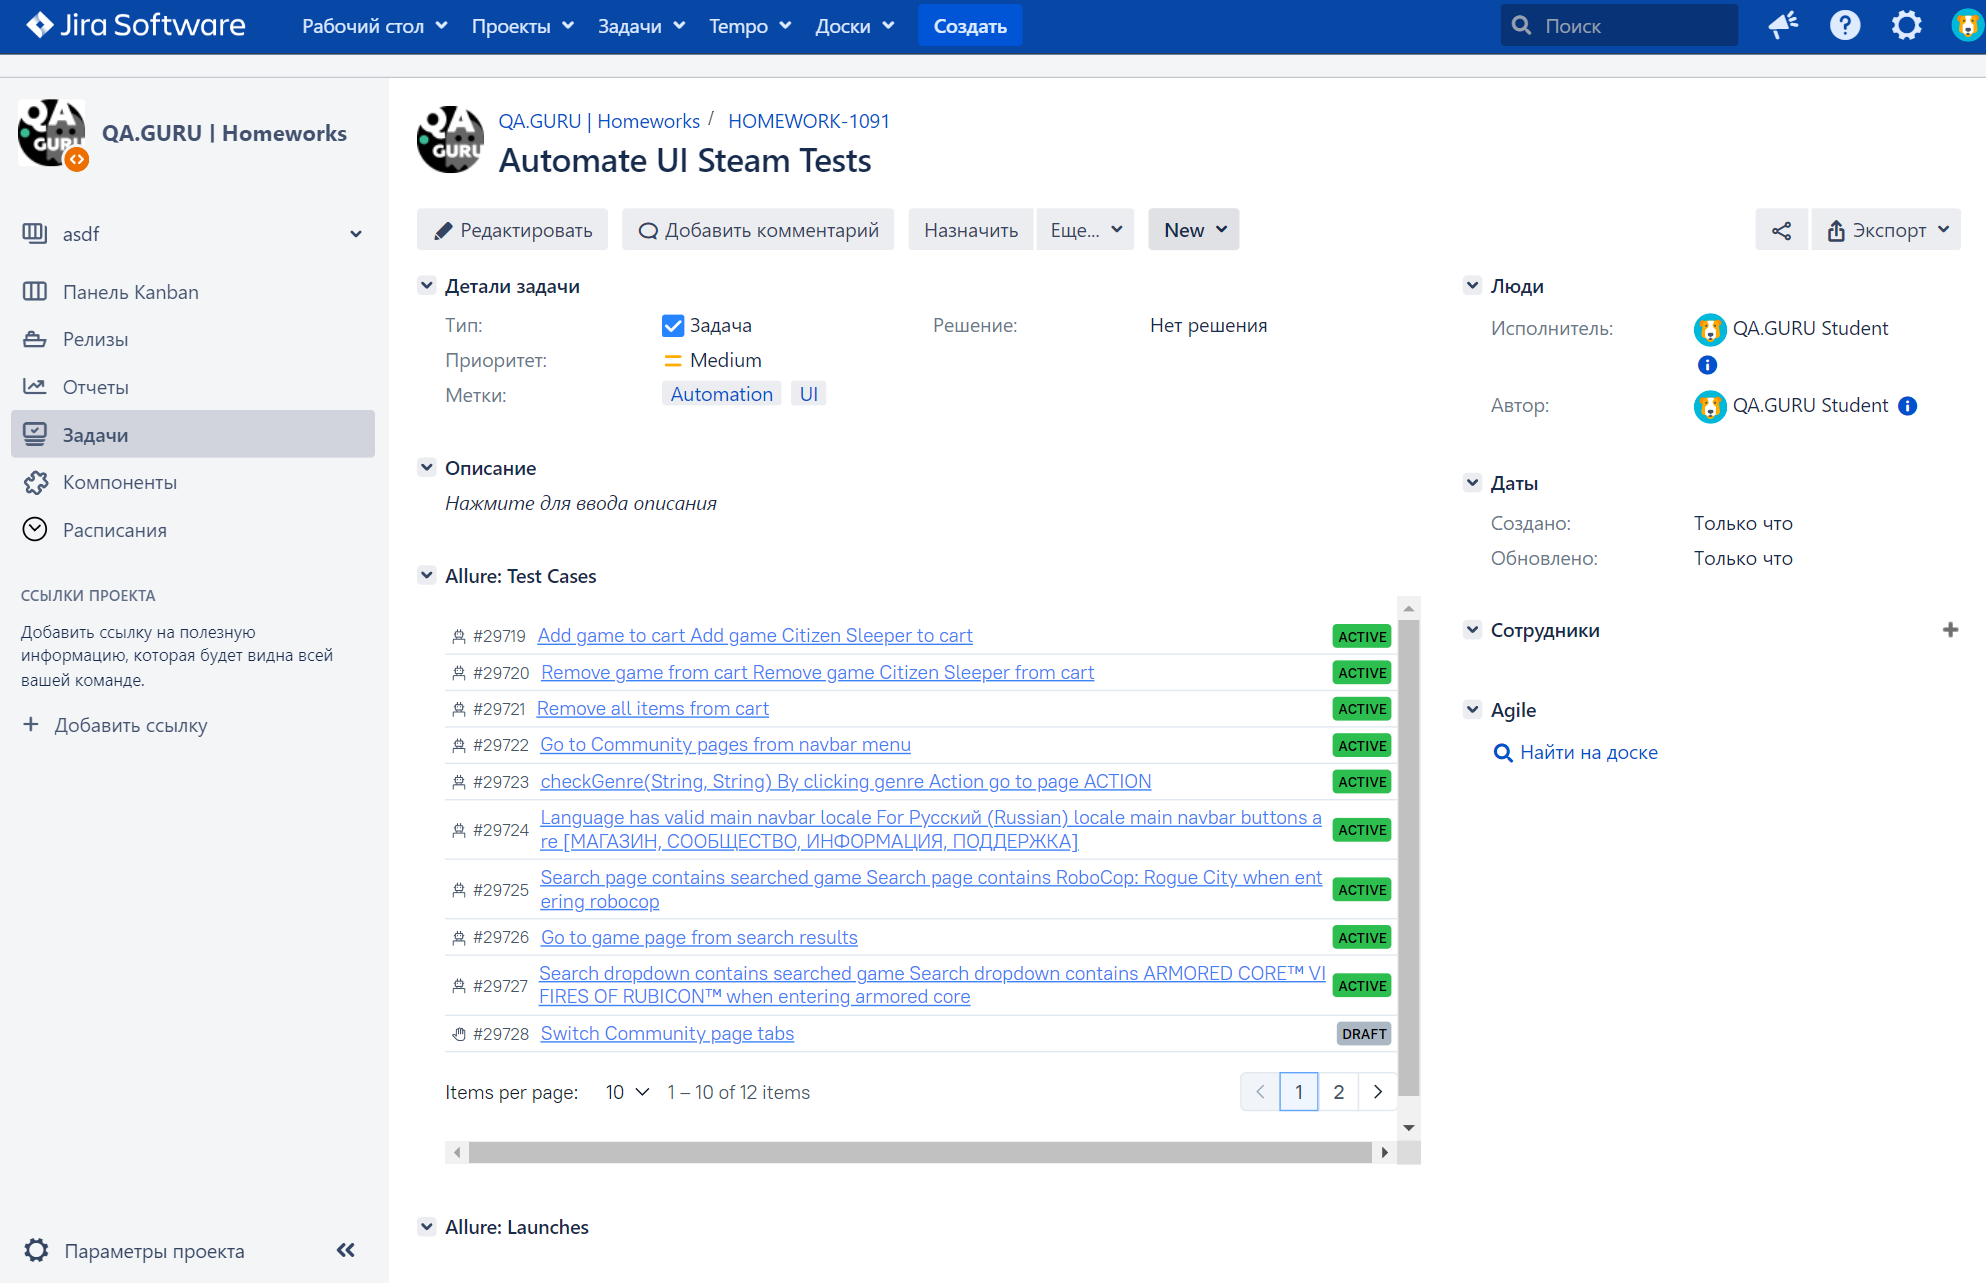 Jira Software
Рабочий стол
Проекты
Задачи
Tempo
Доски
Создать
Поиск
QA
GURU
QA.GURU | Homeworks
asdf
Панель Kanban
Релизы
Отчеты
Задачи
Компоненты
Расписания
ССЫЛКИ ПРОЕКТА
Добавить ссылку на полезную
информацию, которая будет видна всей
вашей команде.
+ Добавить ссылку
Параметры проекта
QA
GURU
QA.GURU | Homeworks / HOMEWORK-1091
Automate UI Steam Tests
Редактировать
Добавить комментарий
Назначить
Еще...
New
Экспорт
Детали задачи
Тип: Задача
Решение: Нет решения
Приоритет: Medium
Метки: Automation UI
Описание
Нажмите для ввода описания
Allure: Test Cases
#29719 Add game to cart Add game Citizen Sleeper to cart ACTIVE
#29720 Remove game from cart Remove game Citizen Sleeper from cart ACTIVE
#29721 Remove all items from cart ACTIVE
#29722 Go to Community pages from navbar menu ACTIVE
#29723 checkGenre(String, String) By clicking genre Action go to page ACTION ACTIVE
#29724 Language has valid main navbar locale For Русский (Russian) locale main navbar buttons a
re [МАГАЗИН, СООБЩЕСТВО, ИНФОРМАЦИЯ, ПОДДЕРЖКА] ACTIVE
#29725 Search page contains searched game Search page contains RoboCop: Rogue City when ent
ering robocop ACTIVE
#29726 Go to game page from search results ACTIVE
#29727 Search dropdown contains searched game Search dropdown contains ARMORED CORE™ VI
FIRES OF RUBICON™ when entering armored core ACTIVE
#29728 Switch Community page tabs DRAFT
Items per page: 10 1 – 10 of 12 items
1 2
Allure: Launches
Люди
Исполнитель: QA.GURU Student
Автор: QA.GURU Student
Даты
Создано: Только что
Обновлено: Только что
Сотрудники
Agile
Найти на доске